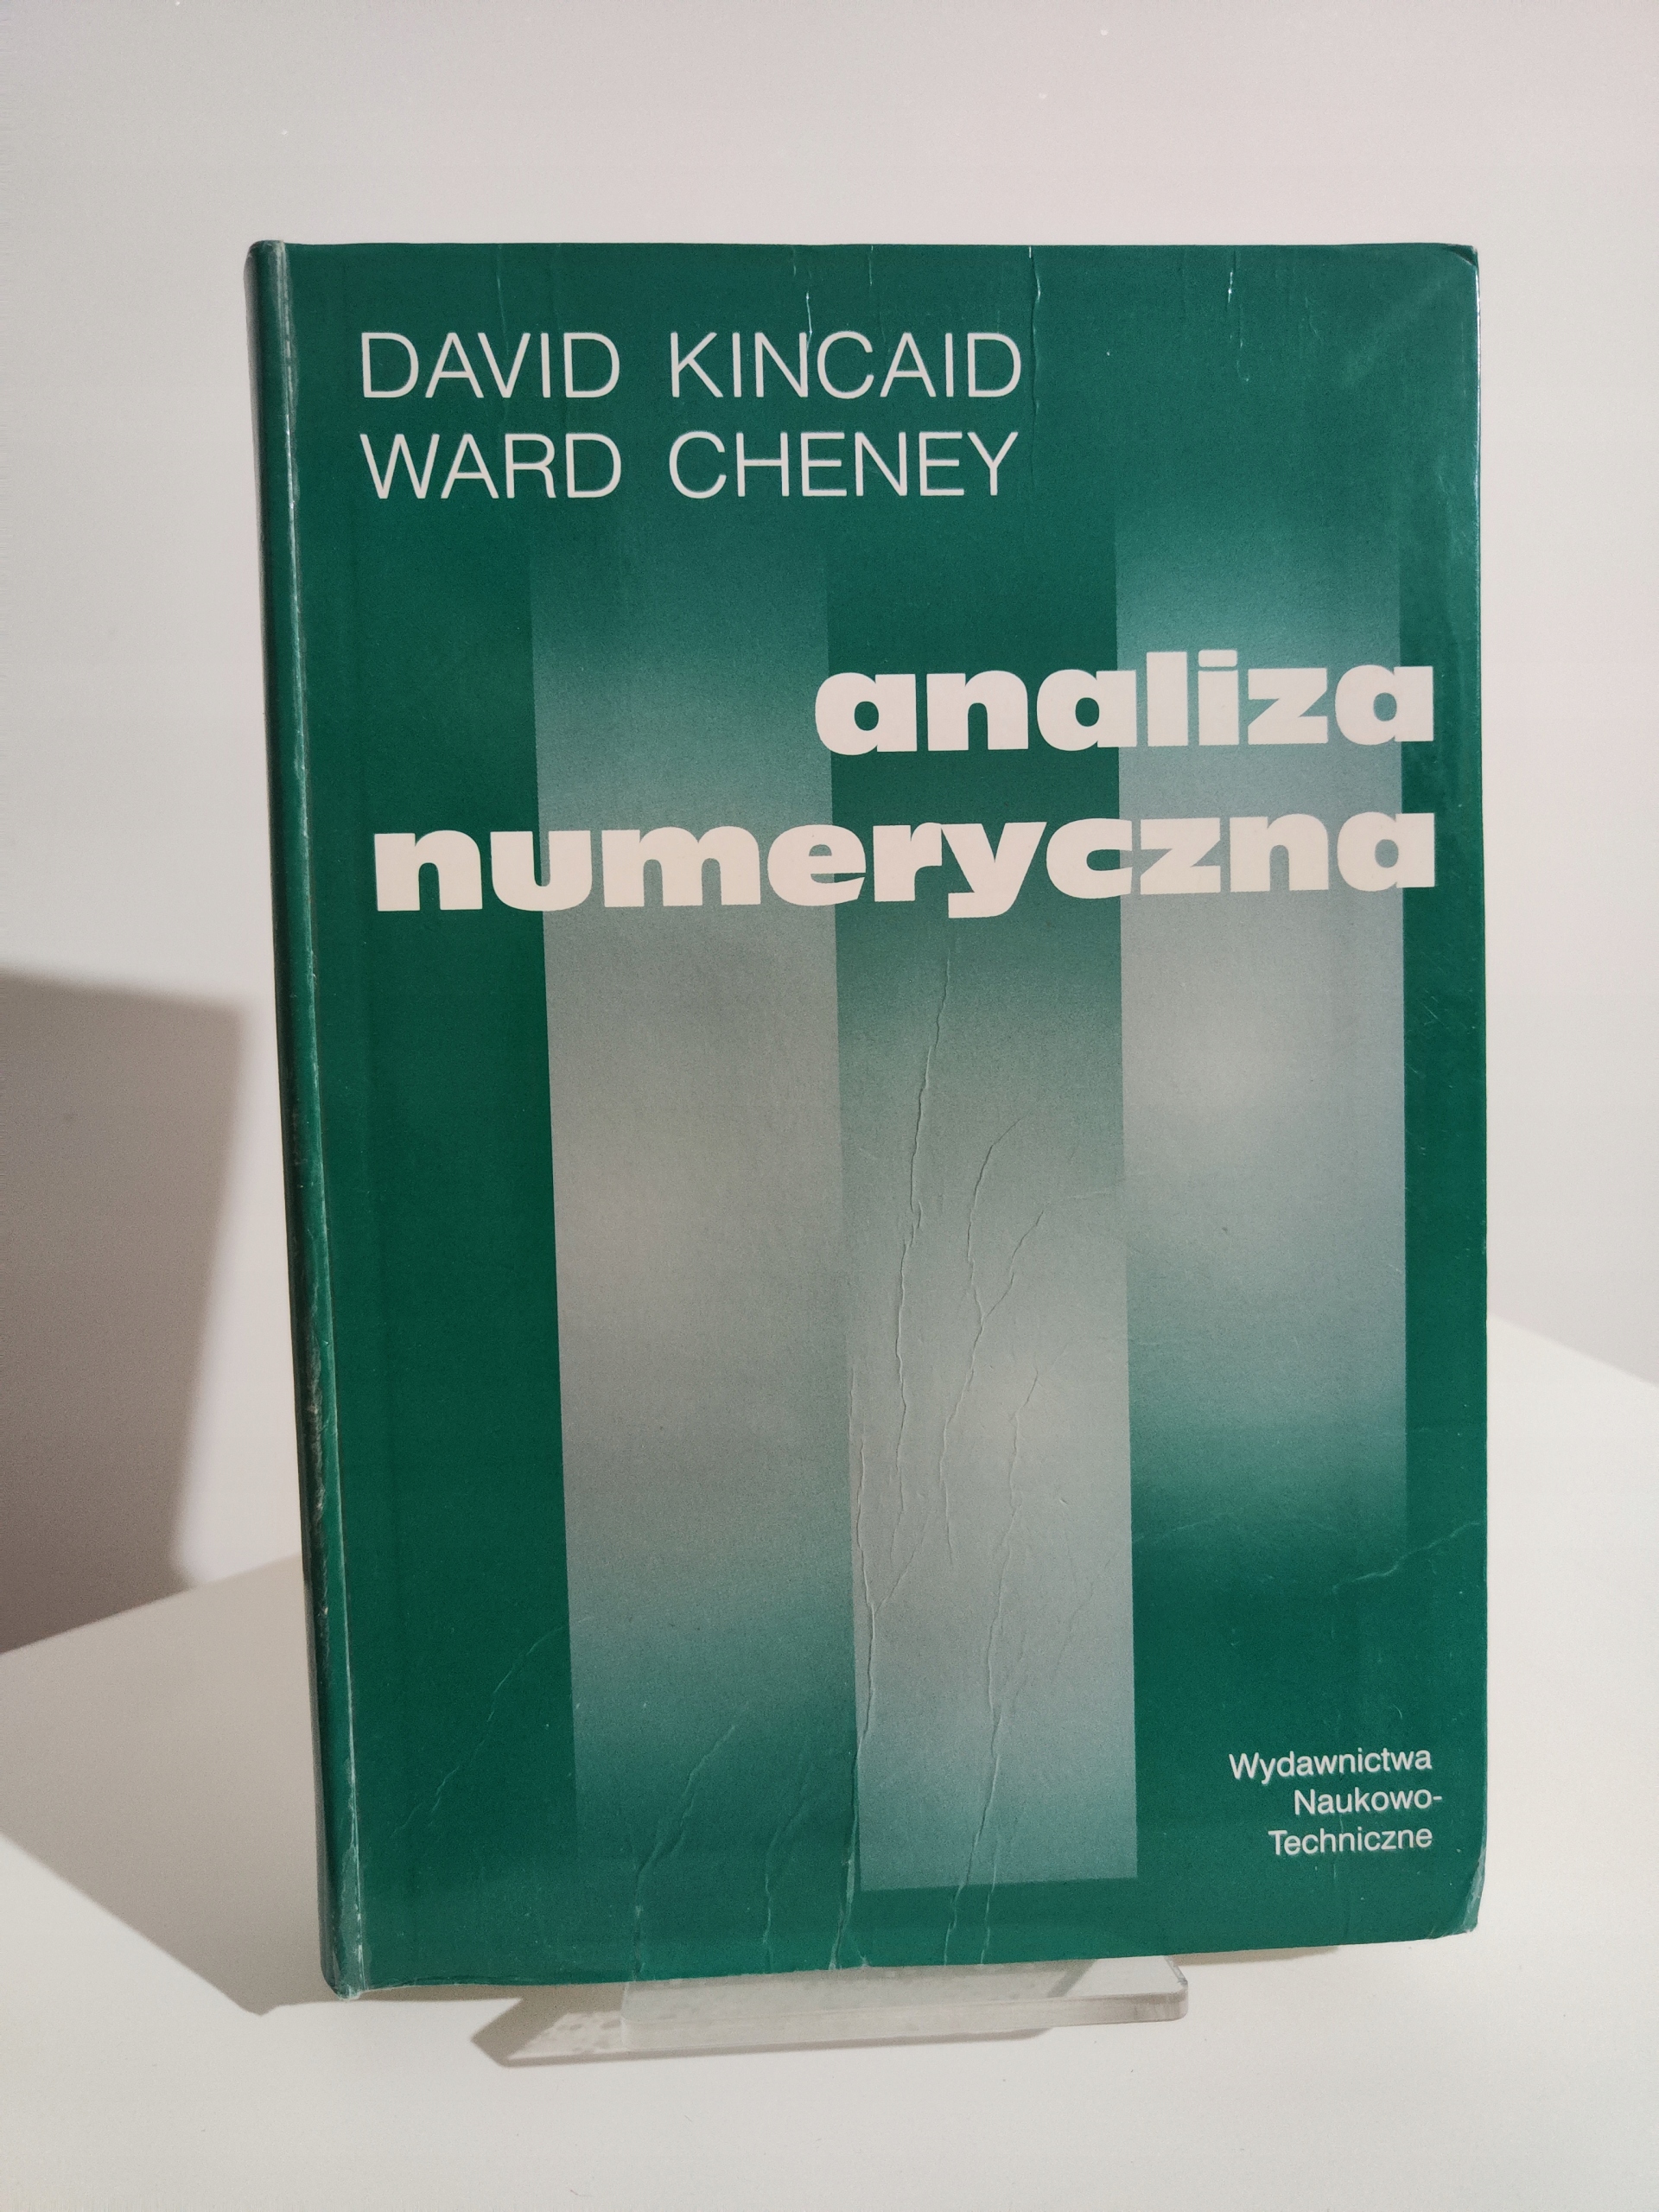 DAVID KINCAID
WARD CHENEY
analiza
numeryczna
Wydawnictwa
Naukowo-
Techniczne